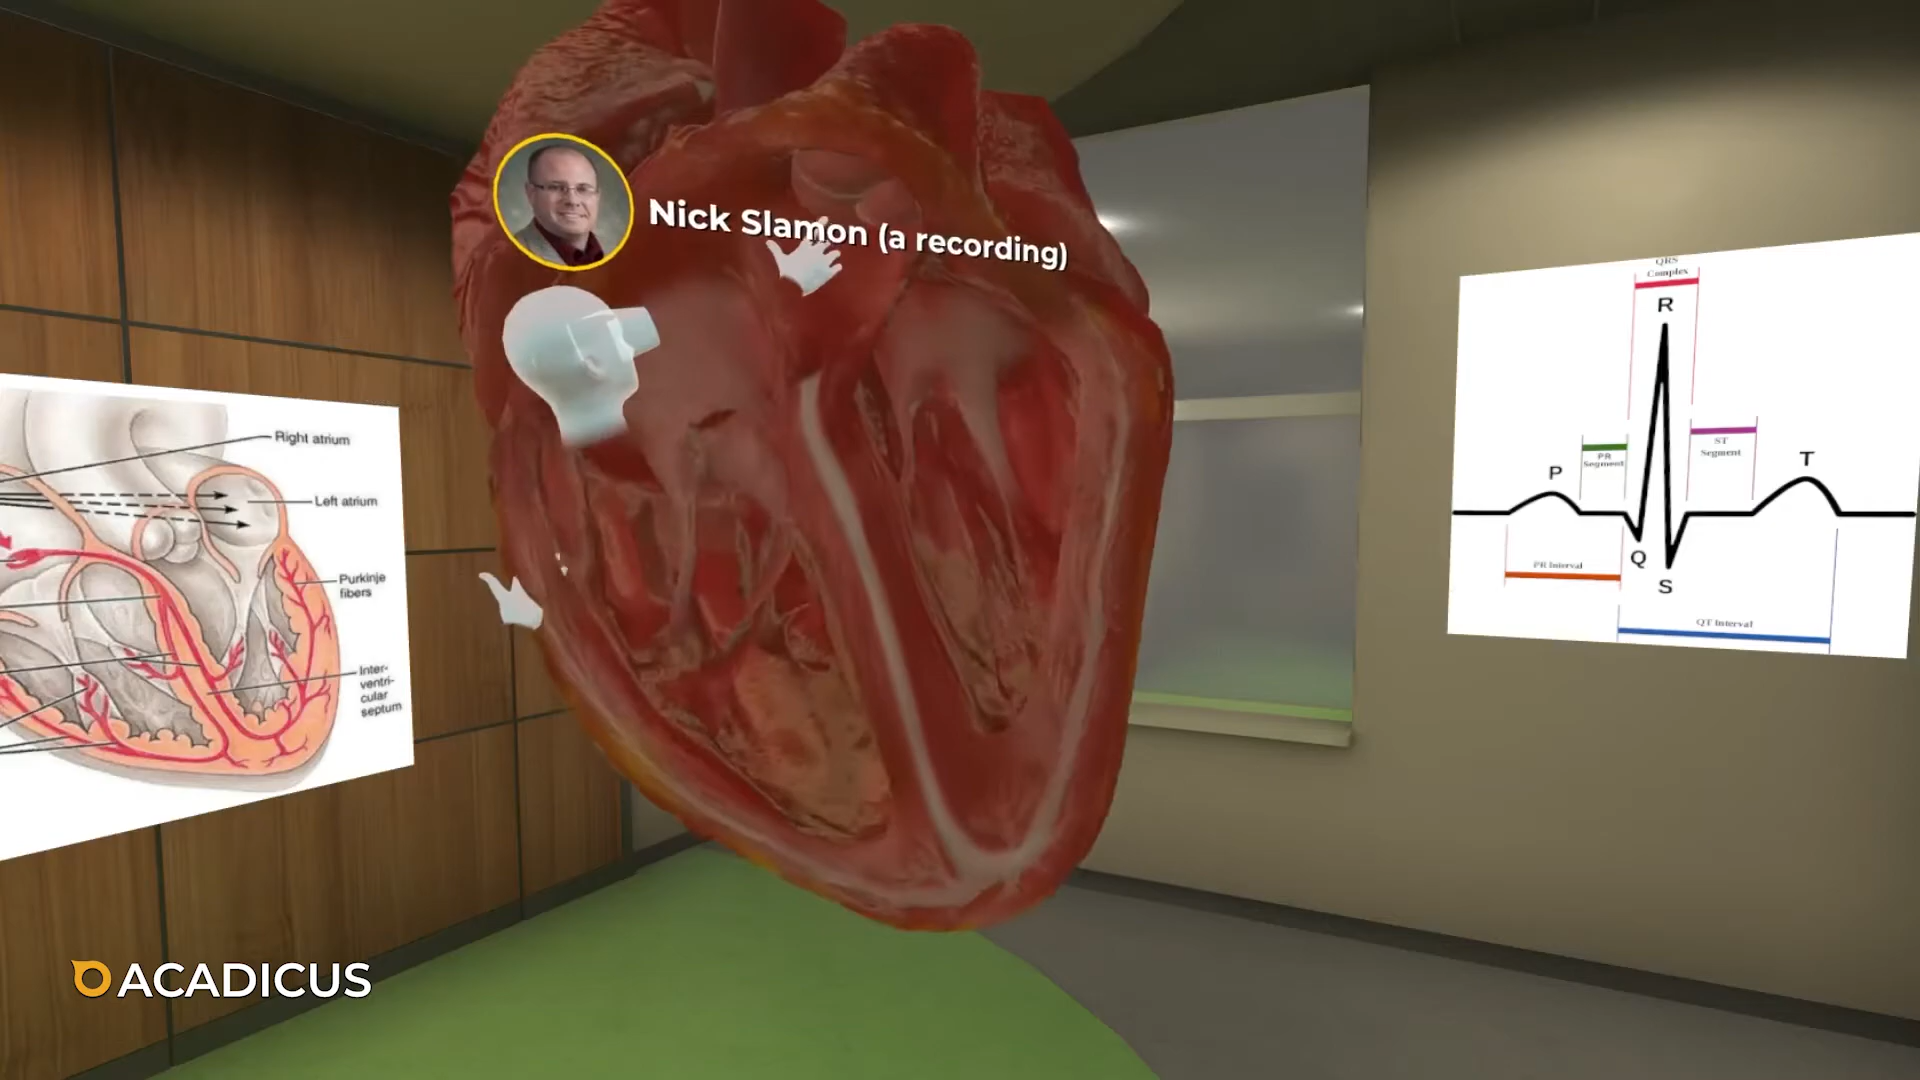 Nick Slamon (a recording)
Right atrium
Left atrium
Purkinje
fibers
Inter-
ventri-
cular
septum
QRS
Complex
R
P
PR
Segment
ST
Segment
T
Q
S
PR Interval
QT Interval
ACADICUS